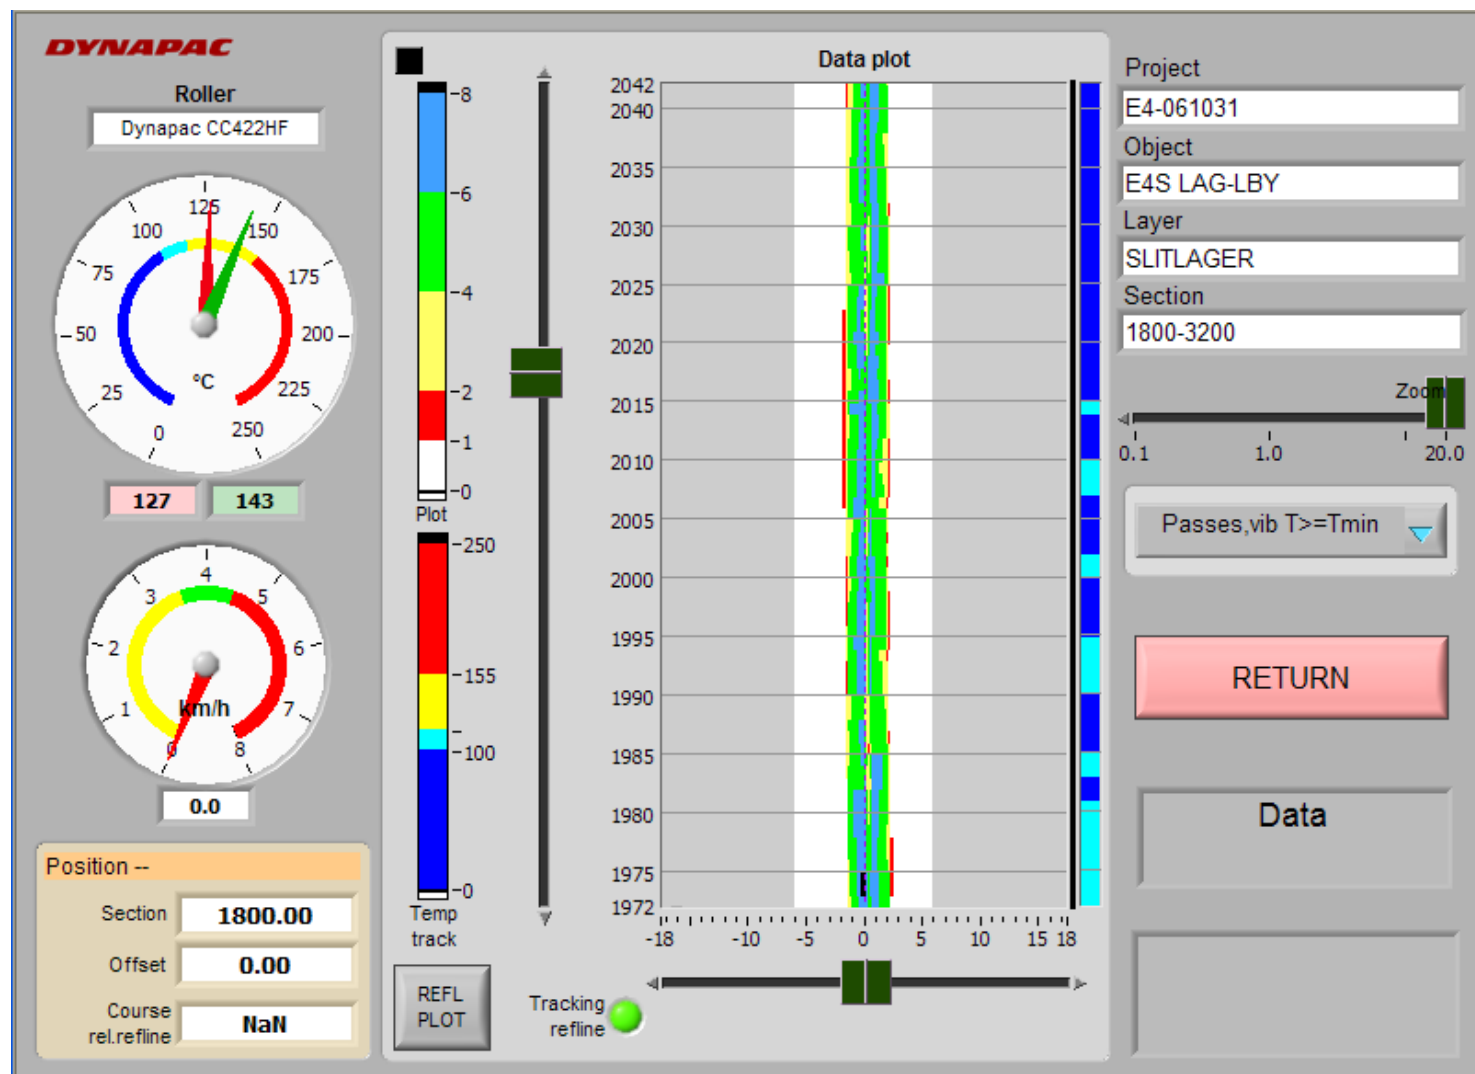 DYNAPAC
Roller
Dynapac CC422HF
0
25
50
75
100
125
150
175
200
225
250
°C
127
143
0
1
2
3
4
5
6
7
8
km/h
0.0
Position --
Section
1800.00
Offset
0.00
Course
rel.refline
NaN
8
6
4
2
1
0
Plot
250
155
100
0
Temp
track
REFL
PLOT
Tracking
refline
Data plot
2042
2040
2035
2030
2025
2020
2015
2010
2005
2000
1995
1990
1985
1980
1975
1972
-18 -10 -5 0 5 10 15 18
Project
E4-061031
Object
E4S LAG-LBY
Layer
SLITLAGER
Section
1800-3200
Zoom
0.1 1.0 20.0
Passes,vib T>=Tmin
RETURN
Data